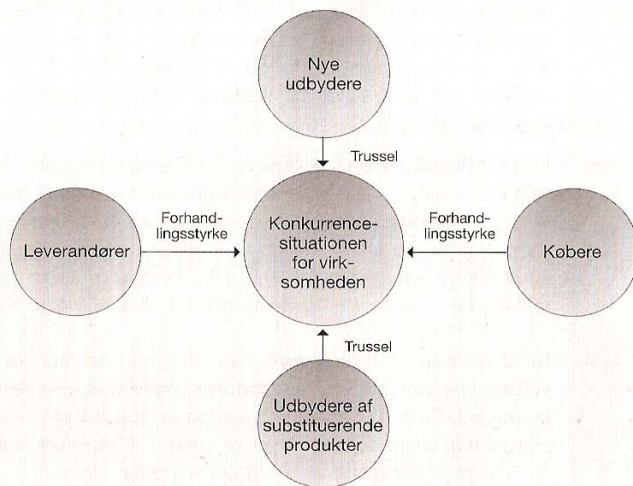 Nye
udbydere
Trussel
Forhand-
lingsstyrke
Leverandører
Konkurrence-
situationen
for virk-
somheden
Forhand-
lingsstyrke
Købere
Trussel
Udbydere af
substituerende
produkter